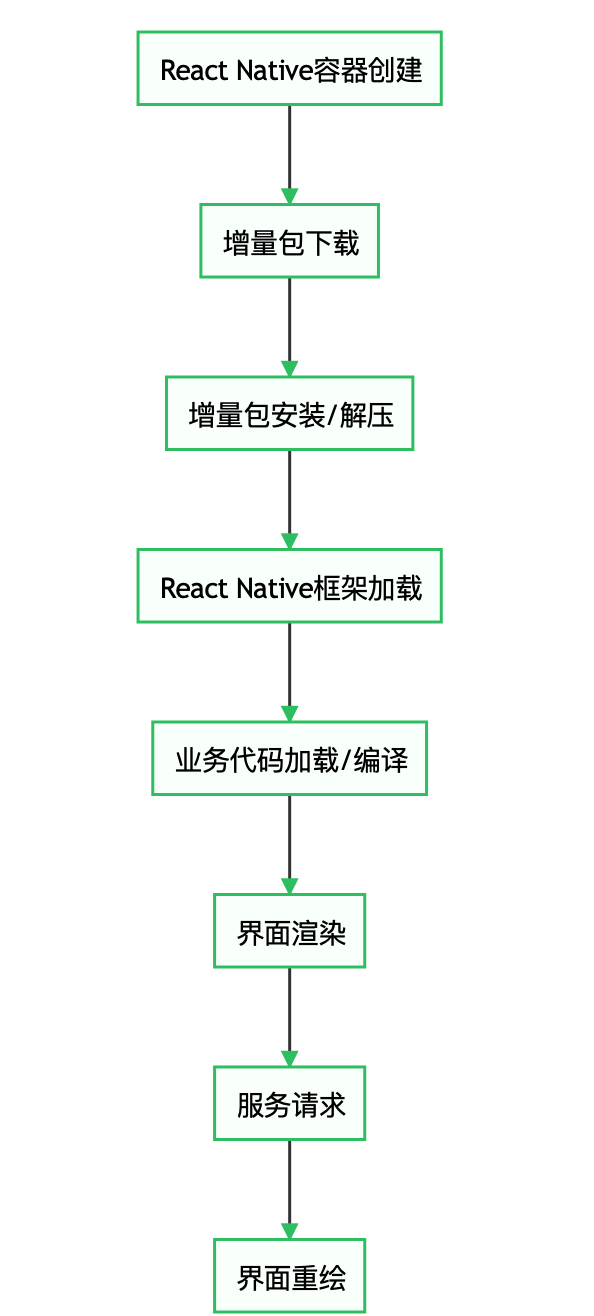 React Native容器创建
增量包下载
增量包安装/解压
React Native框架加载
业务代码加载/编译
界面渲染
服务请求
界面重绘